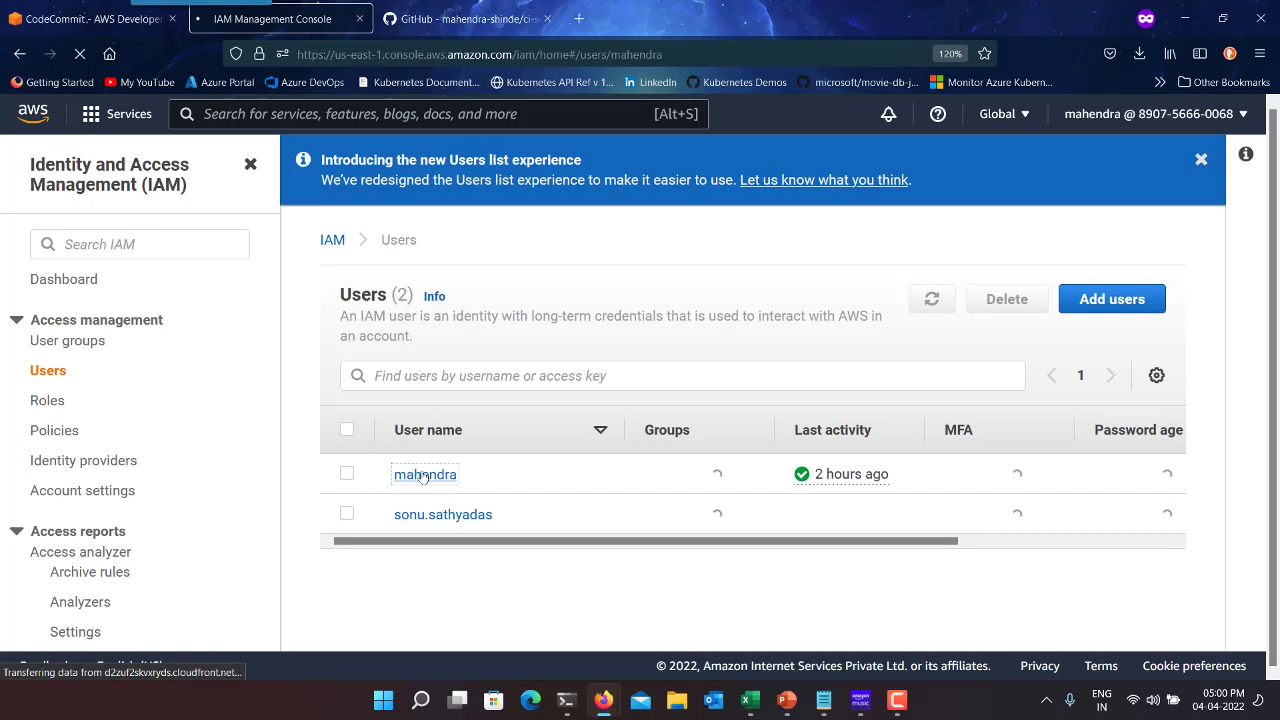 CodeCommit - AWS Developer
IAM Management Console
GitHub - mahendra-shinde/ci-s
https://us-east-1.console.aws.amazon.com/iam/home#/users/mahendra
120%
Getting Started
My YouTube
Azure Portal
Azure DevOps
Kubernetes Document...
Kubernetes API Ref v 1...
LinkedIn
Kubernetes Demos
microsoft/movie-db-j...
Monitor Azure Kubern...
Other Bookmarks
aws
Services
Search for services, features, blogs, docs, and more
[Alt+S]
Global
mahendra @ 8907-5666-0068
Identity and Access
Management (IAM)
Search IAM
Dashboard
Access management
User groups
Users
Roles
Policies
Identity providers
Account settings
Access reports
Access analyzer
Archive rules
Analyzers
Settings
Introducing the new Users list experience
We've redesigned the Users list experience to make it easier to use. Let us know what you think.
IAM
Users
Users (2) Info
An IAM user is an identity with long-term credentials that is used to interact with AWS in
an account.
Delete
Add users
Find users by username or access key
1
User name
Groups
Last activity
MFA
Password age
mahendra
2 hours ago
sonu.sathyadas
Transferring data from d2zuf2skvxryds.cloudfront.net...
© 2022, Amazon Internet Services Private Ltd. or its affiliates.
Privacy
Terms
Cookie preferences
ENG
IN
05:00 PM
04-04-2022